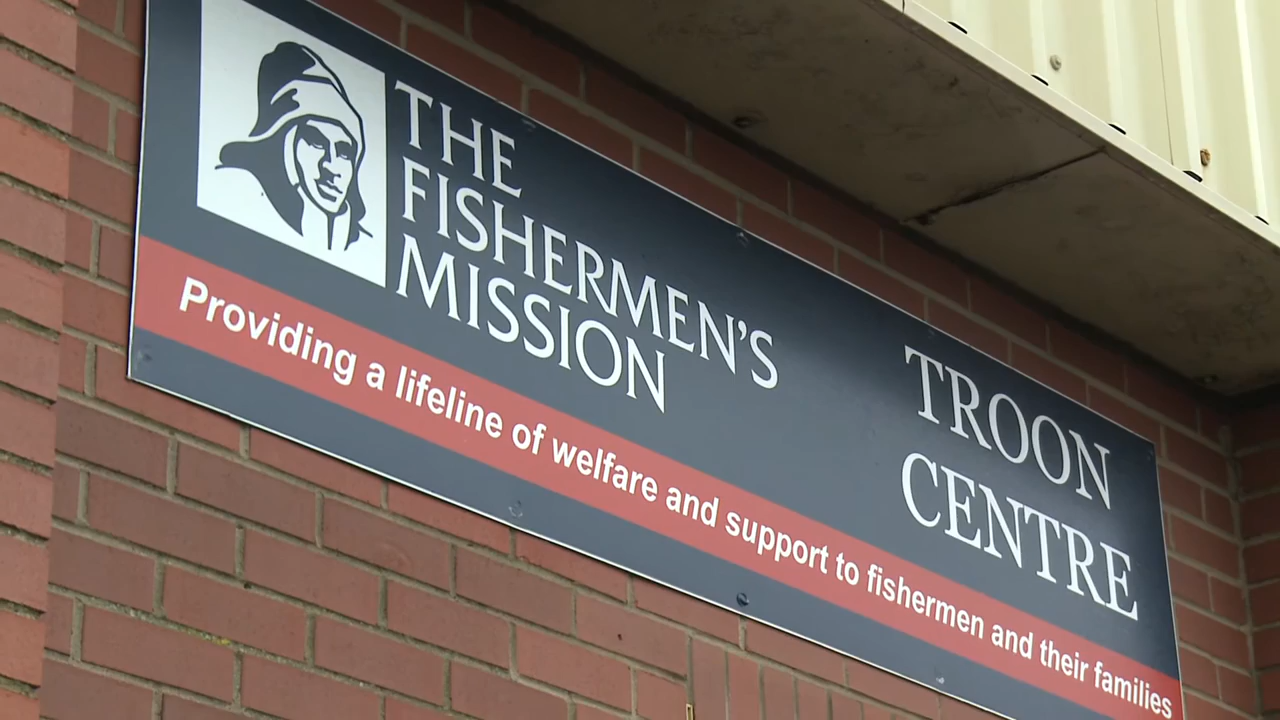 THE
FISHERMEN'S
MISSION
TROON
CENTRE
Providing a lifeline of welfare and support to fishermen and their families